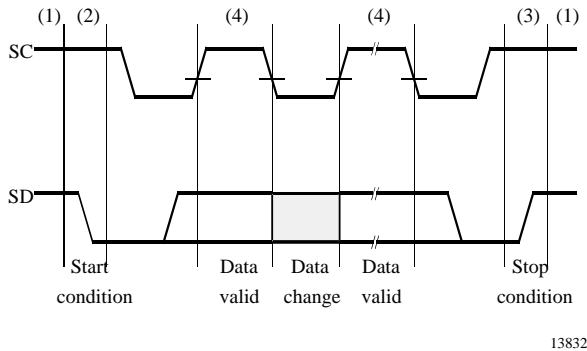 (1) (2) (4) (4) (3) (1)
SC
SD
Start Data Data Data Stop
condition valid change valid condition
13832